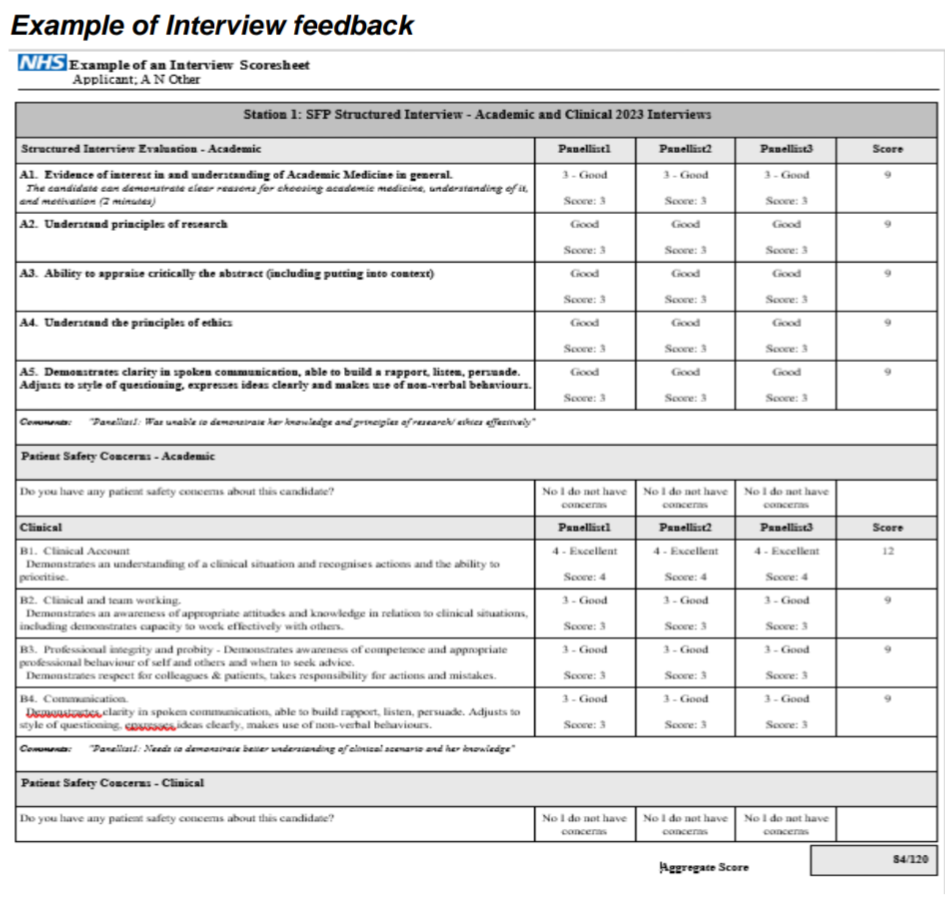 Example of Interview feedback
NHS Example of an Interview Scoresheet
Applicant; A N Other
Station 1: SFP Structured Interview - Academic and Clinical 2023 Interviews
Structured Interview Evaluation - Academic Panellist1 Panellist2 Panellist3 Score
A1. Evidence of interest in and understanding of Academic Medicine in general. 3 - Good 3 - Good 3 - Good 9
The candidate can demonstrate clear reasons for choosing academic medicine, understanding of it,
and motivation (2 minutes) Score: 3 Score: 3 Score: 3
A2. Understand principles of research Good Good Good 9
Score: 3 Score: 3 Score: 3
A3. Ability to appraise critically the abstract (including putting into context) Good Good Good 9
Score: 3 Score: 3 Score: 3
A4. Understand the principles of ethics Good Good Good 9
Score: 3 Score: 3 Score: 3
A5. Demonstrates clarity in spoken communication, able to build a rapport, listen, persuade. Good Good Good 9
Adjusts to style of questioning, expresses ideas clearly and makes use of non-verbal behaviours.
Score: 3 Score: 3 Score: 3
Comments: "Panellist1: Was unable to demonstrate her knowledge and principles of research/ ethics effectively"
Patient Safety Concerns - Academic
Do you have any patient safety concerns about this candidate? No I do not have No I do not have No I do not have
concerns concerns concerns
Clinical Panellist1 Panellist2 Panellist3 Score
B1. Clinical Account 4 - Excellent 4 - Excellent 4 - Excellent 12
Demonstrates an understanding of a clinical situation and recognises actions and the ability to
prioritise. Score: 4 Score: 4 Score: 4
B2. Clinical and team working. 3 - Good 3 - Good 3 - Good 9
Demonstrates an awareness of appropriate attitudes and knowledge in relation to clinical situations,
including demonstrates capacity to work effectively with others. Score: 3 Score: 3 Score: 3
B3. Professional integrity and probity - Demonstrates awareness of competence and appropriate 3 - Good 3 - Good 3 - Good 9
professional behaviour of self and others and when to seek advice.
Demonstrates respect for colleagues & patients, takes responsibility for actions and mistakes. Score: 3 Score: 3 Score: 3
B4. Communication. 3 - Good 3 - Good 3 - Good 9
Demonstrates clarity in spoken communication, able to build rapport, listen, persuade. Adjusts to
style of questioning, epxresses ideas clearly, makes use of non-verbal behaviours. Score: 3 Score: 3 Score: 3
Comments: "Panellist1: Needs to demonstrate better understanding of clinical scenario and her knowledge"
Patient Safety Concerns - Clinical
Do you have any patient safety concerns about this candidate? No I do not have No I do not have No I do not have
concerns concerns concerns
Aggregate Score 84/120